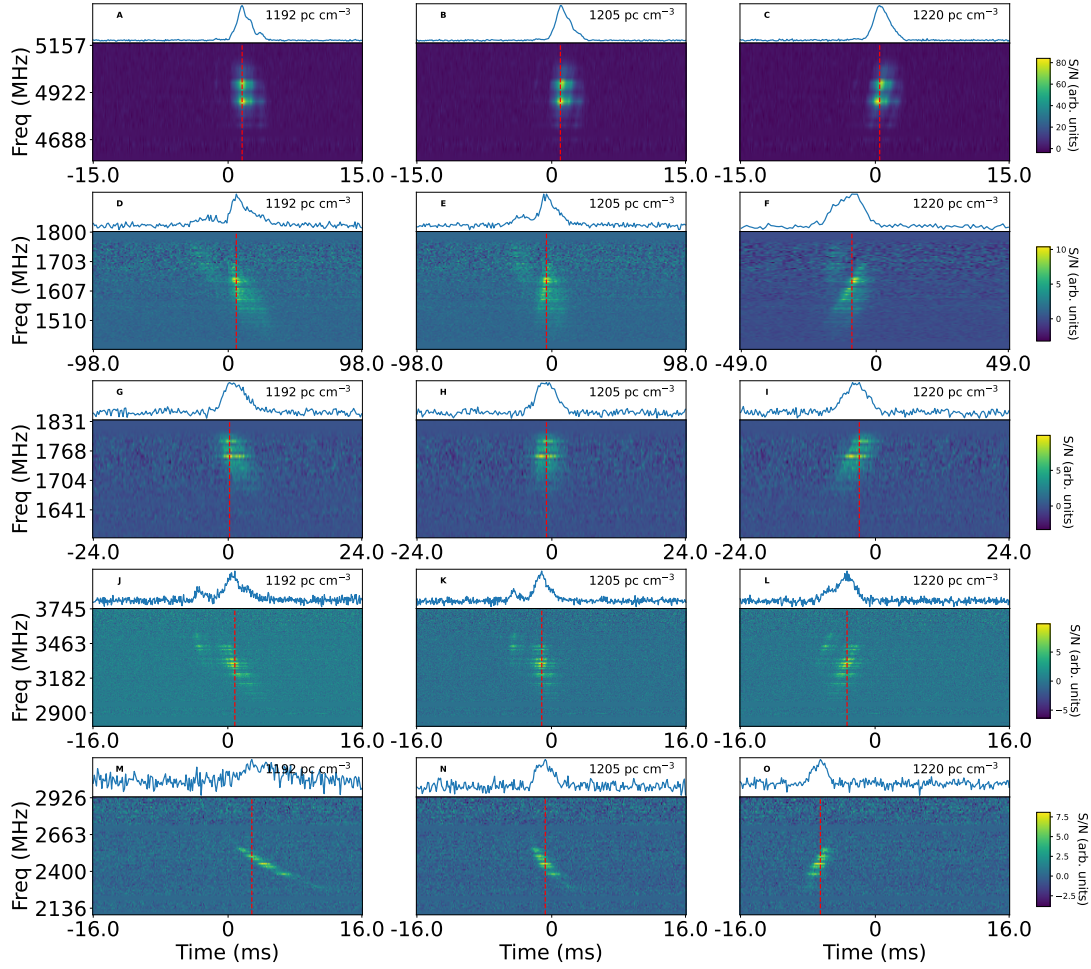 A 1192 pc cm⁻³
B 1205 pc cm⁻³
C 1220 pc cm⁻³
Freq (MHz)
5157
4922
4688
-15.0 0 15.0
-15.0 0 15.0
-15.0 0 15.0
S/N (arb. units)
80
60
40
20
0
D 1192 pc cm⁻³
E 1205 pc cm⁻³
F 1220 pc cm⁻³
Freq (MHz)
1800
1703
1607
1510
-98.0 0 98.0
-98.0 0 98.0
-49.0 0 49.0
S/N (arb. units)
10
5
0
G 1192 pc cm⁻³
H 1205 pc cm⁻³
I 1220 pc cm⁻³
Freq (MHz)
1831
1768
1704
1641
-24.0 0 24.0
-24.0 0 24.0
-24.0 0 24.0
S/N (arb. units)
5
0
J 1192 pc cm⁻³
K 1205 pc cm⁻³
L 1220 pc cm⁻³
Freq (MHz)
3745
3463
3182
2900
-16.0 0 16.0
-16.0 0 16.0
-16.0 0 16.0
S/N (arb. units)
5
0
−5
M 1192 pc cm⁻³
N 1205 pc cm⁻³
O 1220 pc cm⁻³
Freq (MHz)
2926
2663
2400
2136
-16.0 0 16.0
-16.0 0 16.0
-16.0 0 16.0
S/N (arb. units)
7.5
5.0
2.5
0.0
−2.5
Time (ms)
Time (ms)
Time (ms)